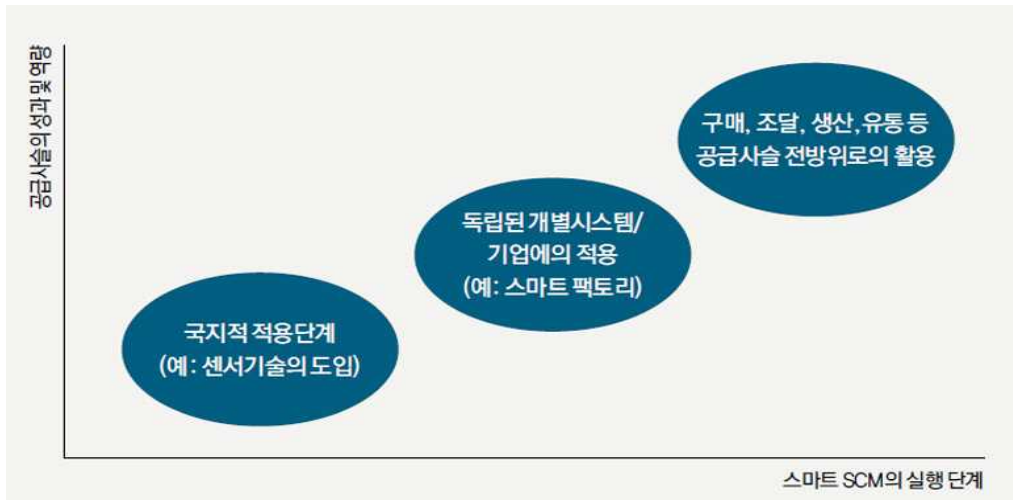 공급사슬의 성과 및 역량
구매, 조달, 생산,유통 등
공급사슬 전방위로의 활용
독립된 개별시스템/
기업에의 적용
(예: 스마트 팩토리)
국지적 적용단계
(예: 센서기술의 도입)
스마트 SCM의 실행 단계